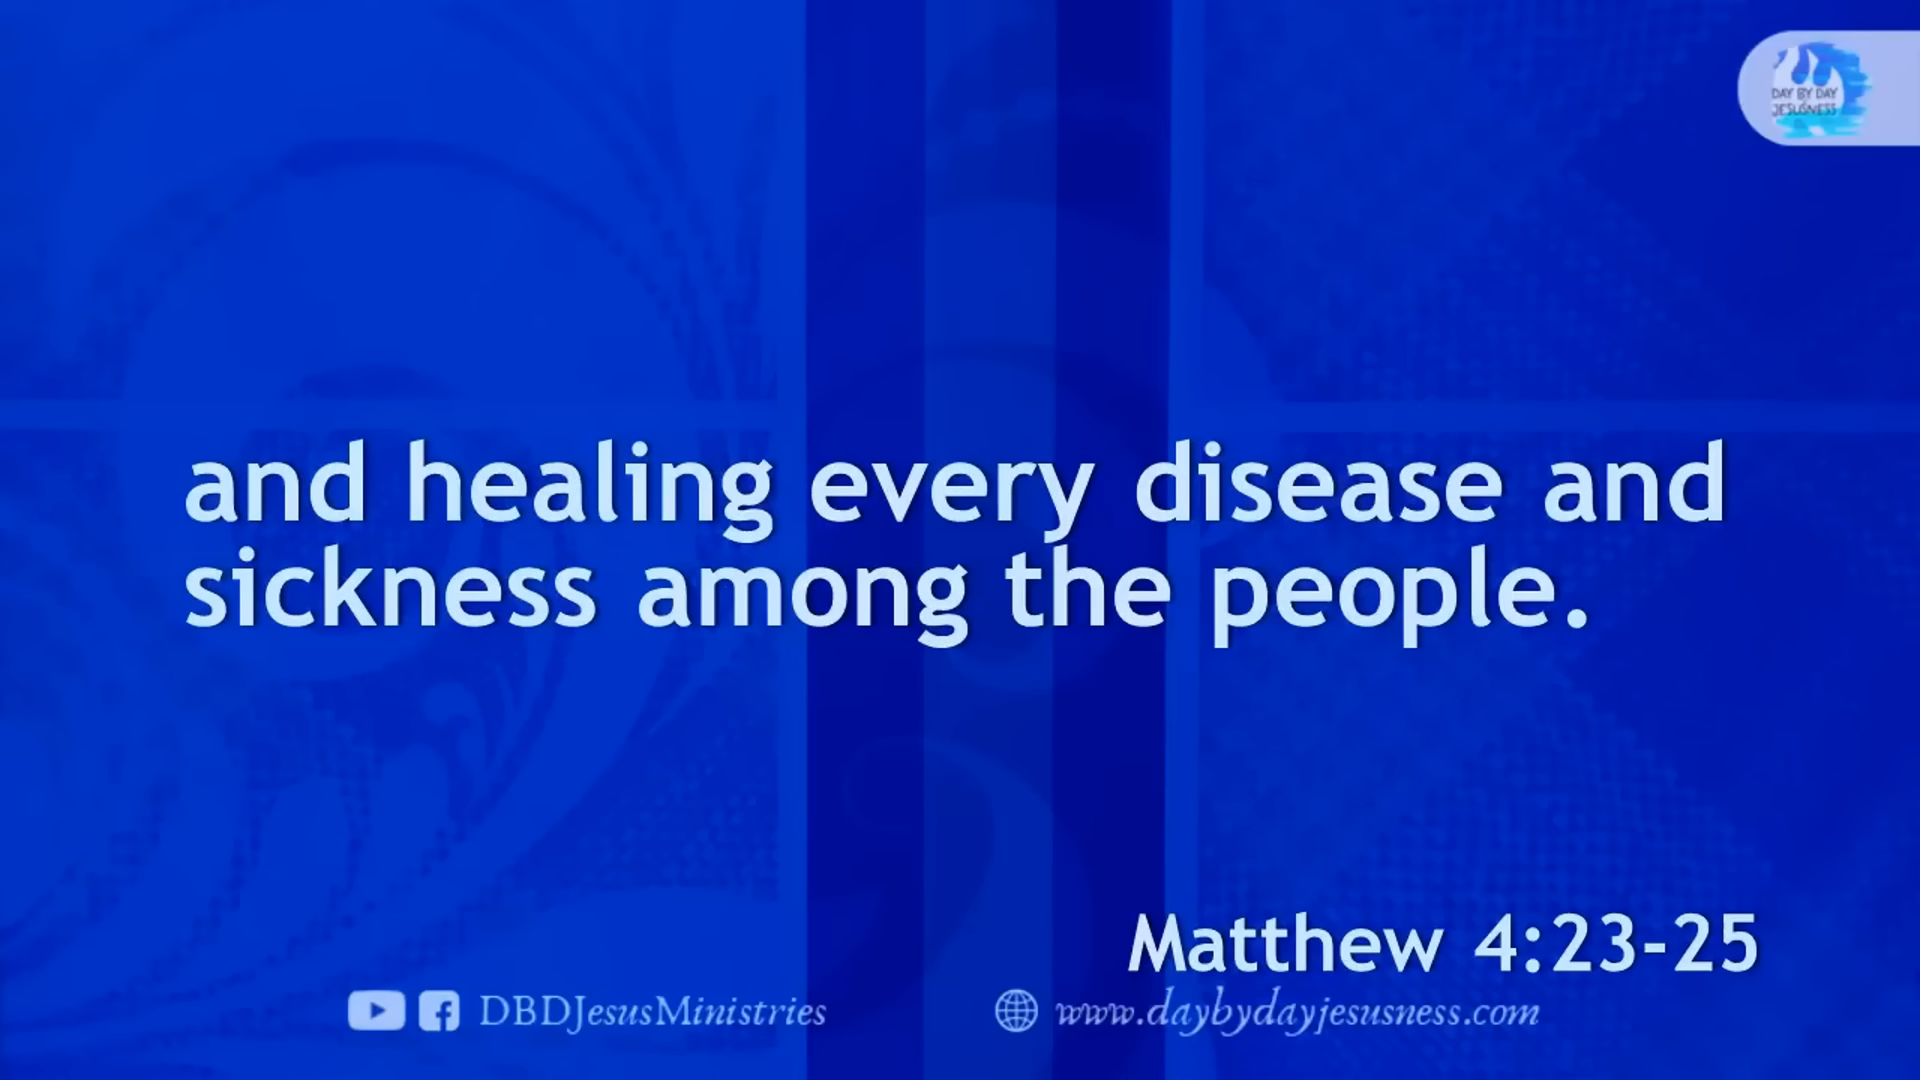 DAY BY DAY
JESUSNESS
and healing every disease and
sickness among the people.
Matthew 4:23-25
DBDJesusMinistries
www.daybydayjesusness.com